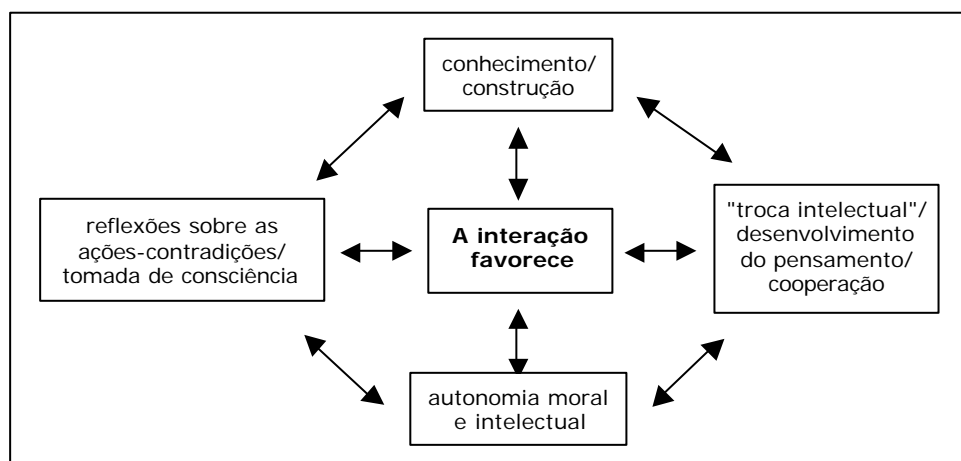 conhecimento/
construção
reflexões sobre as
ações-contradições/
tomada de consciência
A interação
favorece
"troca intelectual"/
desenvolvimento
do pensamento/
cooperação
autonomia moral
e intelectual